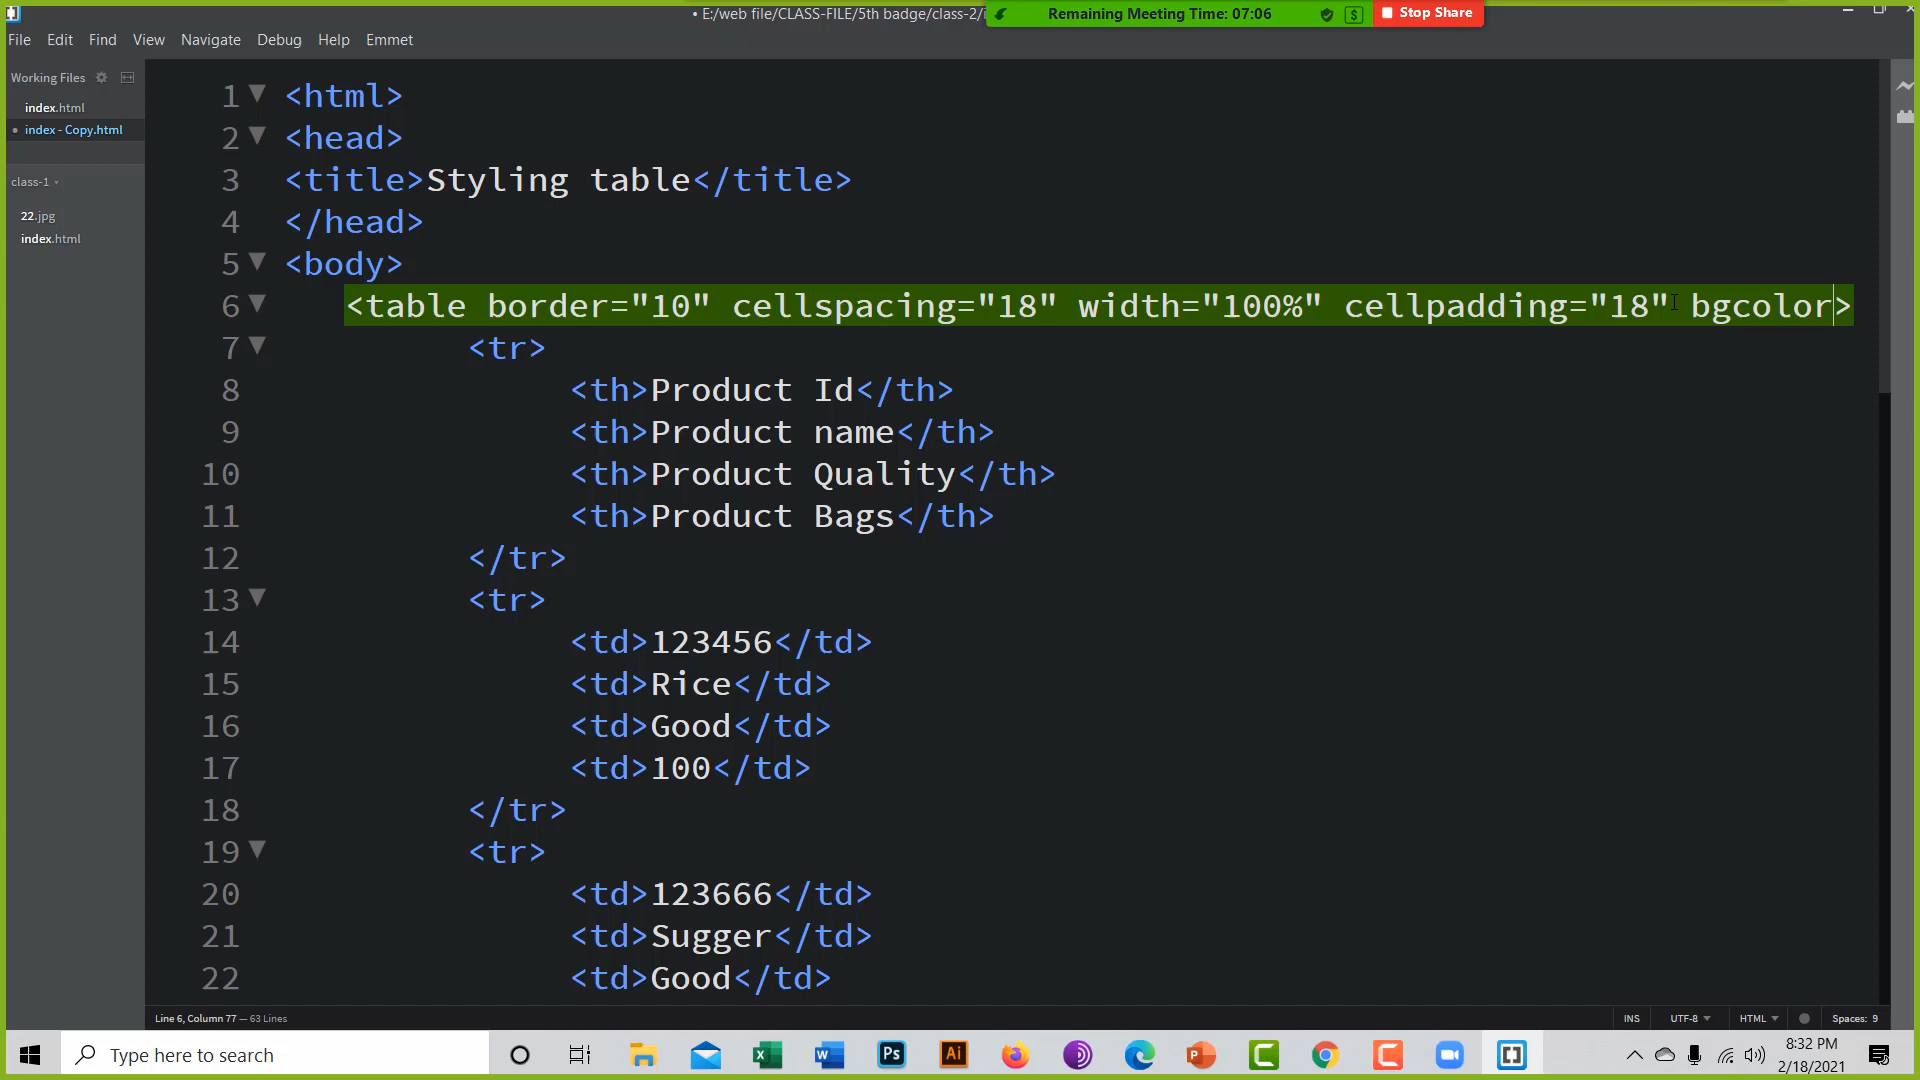 • E:/web file/CLASS-FILE/5th badge/class-2/i
Remaining Meeting Time: 07:06
$
Stop Share
File Edit Find View Navigate Debug Help Emmet
Working Files
index.html
• index - Copy.html
class-1
22.jpg
index.html
1 <html>
2 <head>
3 <title>Styling table</title>
4 </head>
5 <body>
6 <table border="10" cellspacing="18" width="100%" cellpadding="18" bgcolor>
7 <tr>
8 <th>Product Id</th>
9 <th>Product name</th>
10 <th>Product Quality</th>
11 <th>Product Bags</th>
12 </tr>
13 <tr>
14 <td>123456</td>
15 <td>Rice</td>
16 <td>Good</td>
17 <td>100</td>
18 </tr>
19 <tr>
20 <td>123666</td>
21 <td>Sugger</td>
22 <td>Good</td>
Line 6, Column 77 — 63 Lines
INS UTF-8 HTML Spaces: 9
Type here to search
Ps
Ai
8:32 PM
2/18/2021